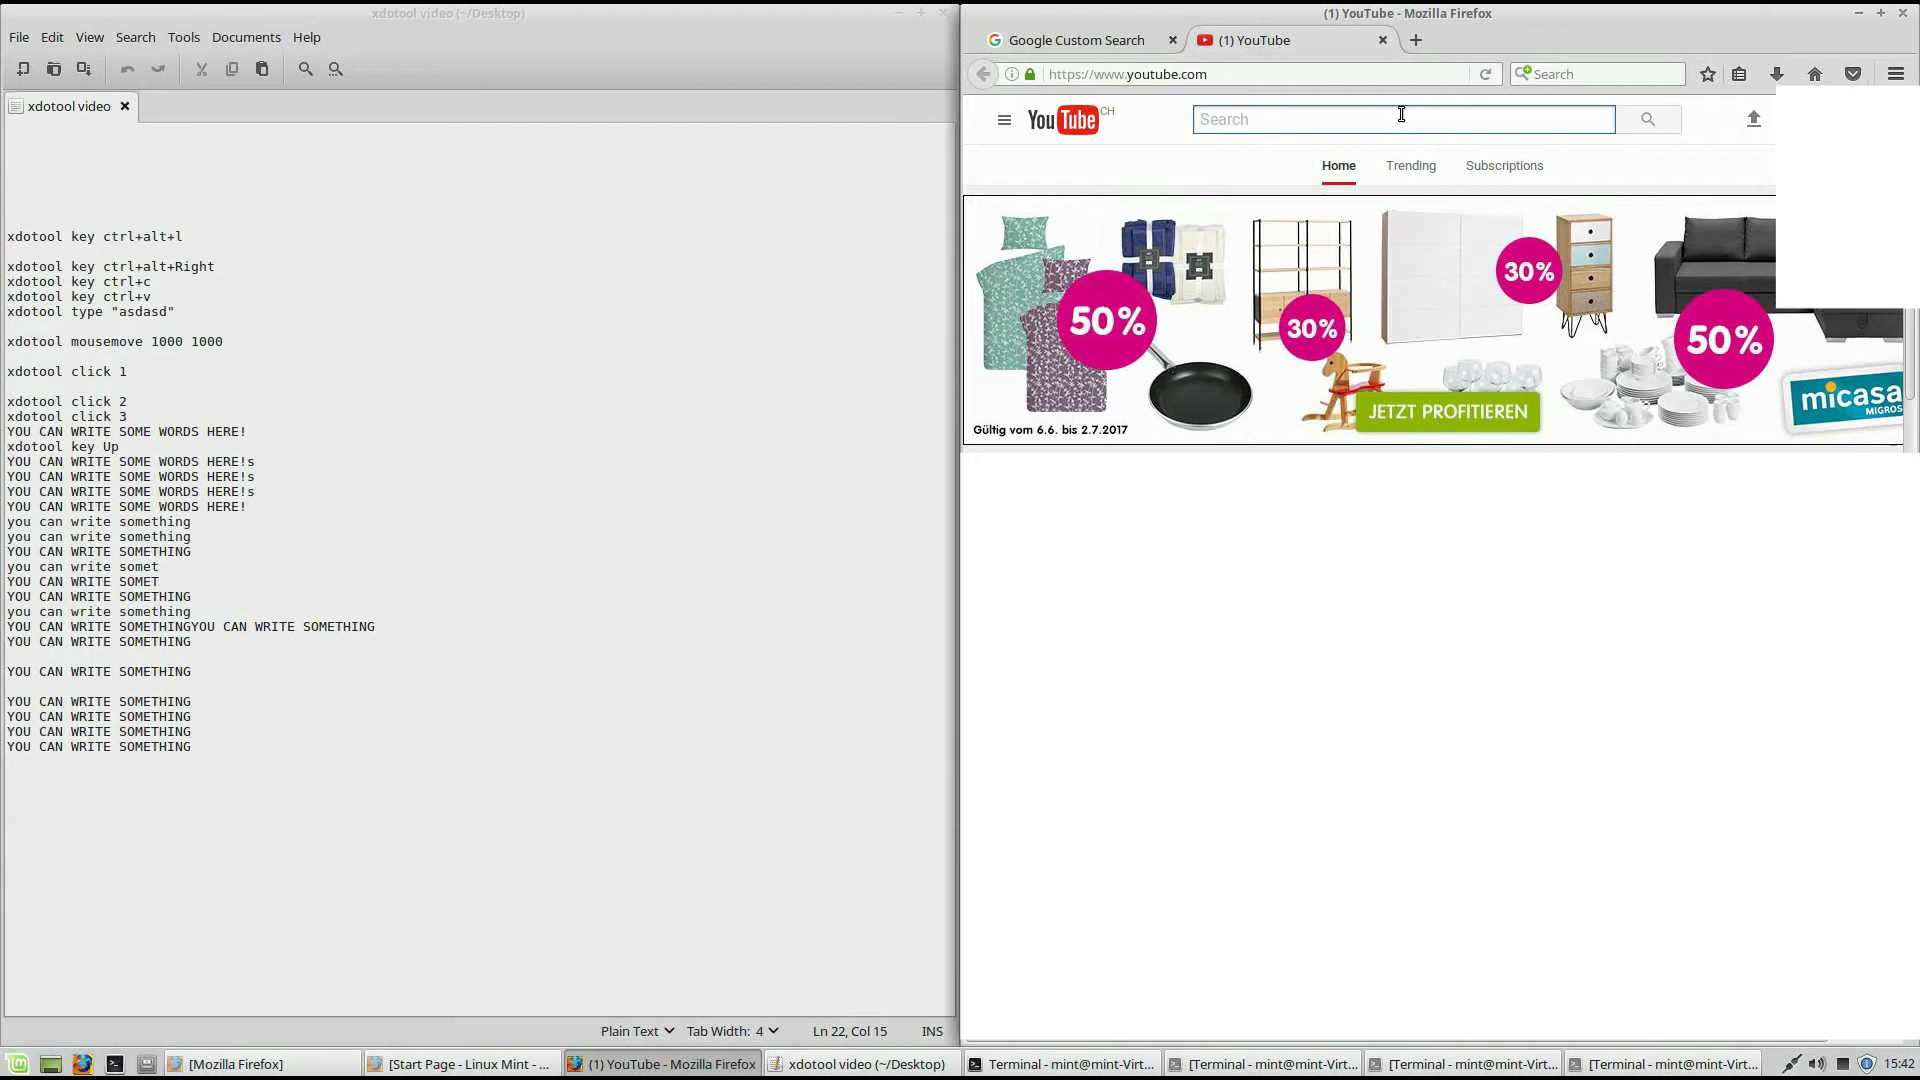 xdotool video (~/Desktop)
File Edit View Search Tools Documents Help
xdotool video
xdotool key ctrl+alt+l
xdotool key ctrl+alt+Right
xdotool key ctrl+c
xdotool key ctrl+v
xdotool type "asdasd"
xdotool mousemove 1000 1000
xdotool click 1
xdotool click 2
xdotool click 3
YOU CAN WRITE SOME WORDS HERE!
xdotool key Up
YOU CAN WRITE SOME WORDS HERE!s
YOU CAN WRITE SOME WORDS HERE!s
YOU CAN WRITE SOME WORDS HERE!s
YOU CAN WRITE SOME WORDS HERE!
you can write something
you can write something
YOU CAN WRITE SOMETHING
you can write somet
YOU CAN WRITE SOMET
YOU CAN WRITE SOMETHING
you can write something
YOU CAN WRITE SOMETHINGYOU CAN WRITE SOMETHING
YOU CAN WRITE SOMETHING
YOU CAN WRITE SOMETHING
YOU CAN WRITE SOMETHING
YOU CAN WRITE SOMETHING
YOU CAN WRITE SOMETHING
YOU CAN WRITE SOMETHING
Plain Text Tab Width: 4 Ln 22, Col 15 INS
(1) YouTube - Mozilla Firefox
Google Custom Search (1) YouTube
https://www.youtube.com Search
YouTube CH Search
Home Trending Subscriptions
30%
50%
30%
50%
JETZT PROFITIEREN
micasa
MIGROS
Gültig vom 6.6. bis 2.7.2017
[Mozilla Firefox] [Start Page - Linux Mint - ... (1) YouTube - Mozilla Firefox xdotool video (~/Desktop) Terminal - mint@mint-Virt... [Terminal - mint@mint-Virt... [Terminal - mint@mint-Virt... [Terminal - mint@mint-Virt... 15:42